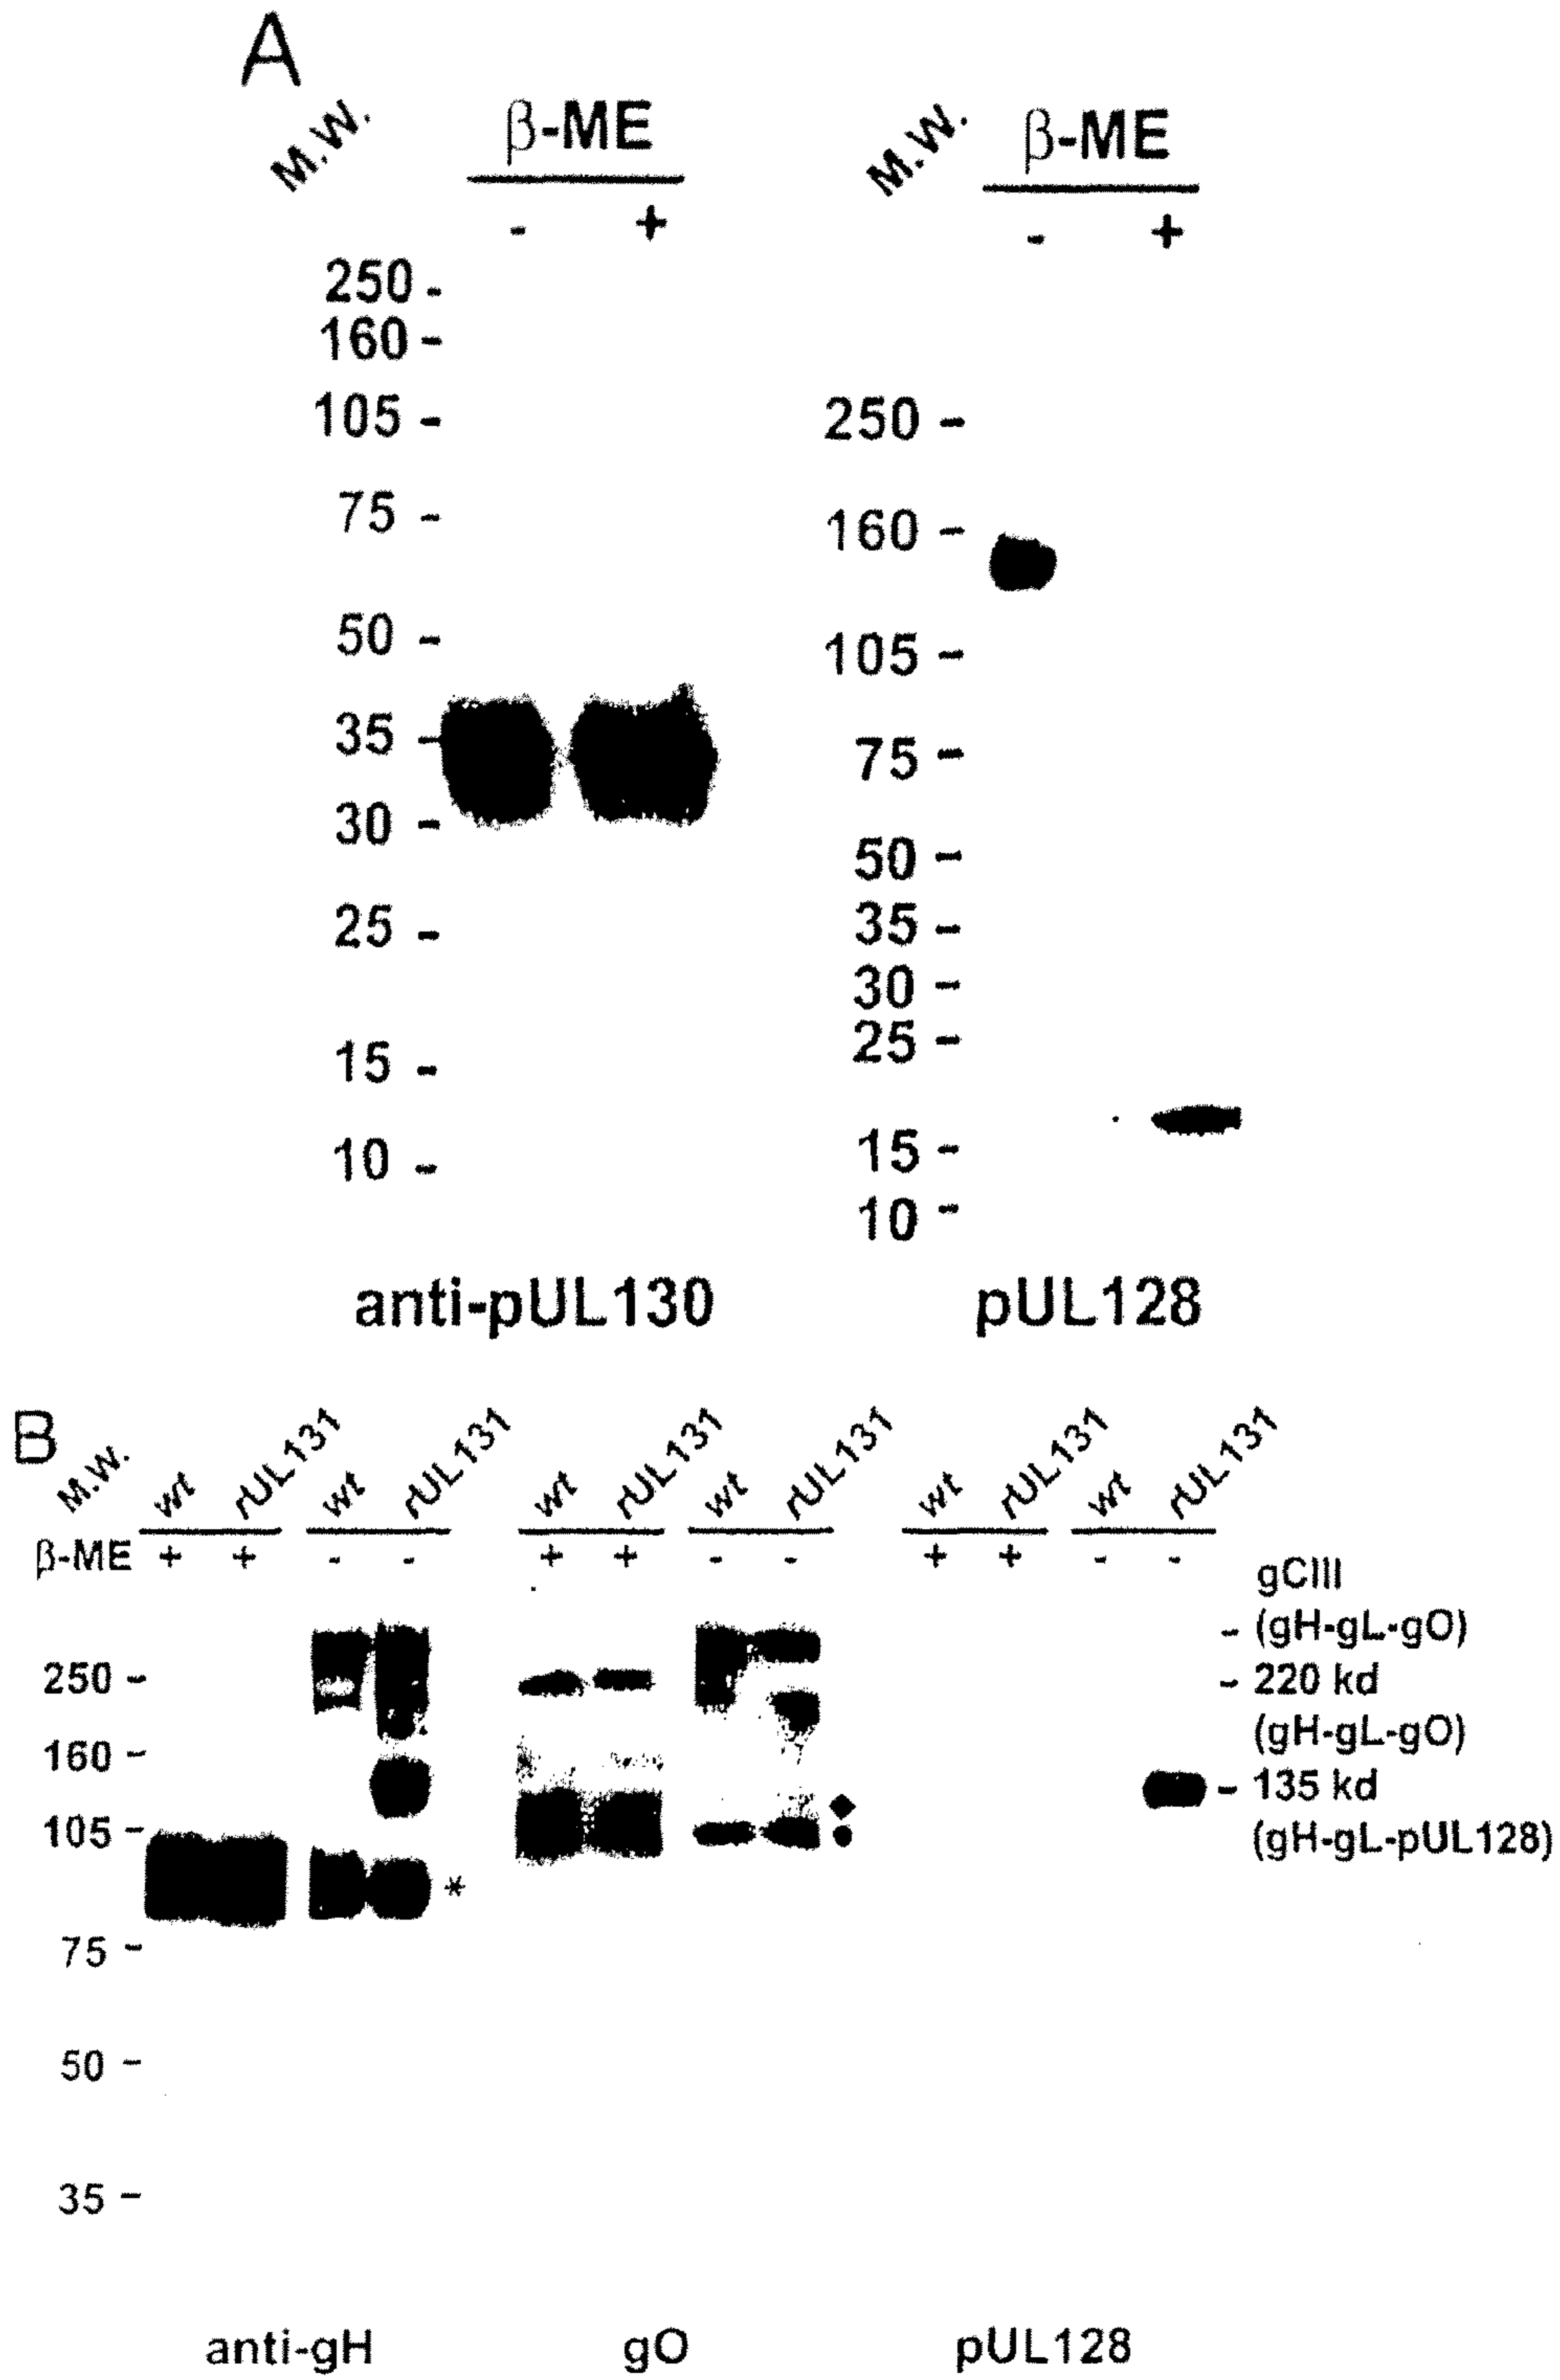 A
M.W.
β-ME
- +
250 -
160 -
105 -
75 -
50 -
35 -
30 -
25 -
15 -
10 -
anti-pUL130
M.W.
β-ME
- +
250 -
160 -
105 -
75 -
50 -
35 -
30 -
25 -
15 -
10 -
pUL128
B
M.W. wt rUL131 wt rUL131 wt rUL131 wt rUL131 wt rUL131 wt rUL131
β-ME + + - - + + - - + + - -
gCIII
- (gH-gL-gO)
- 220 kd
(gH-gL-gO)
- 135 kd
(gH-gL-pUL128)
250 -
160 -
105 -
75 -
50 -
35 -
*
anti-gH gO pUL128